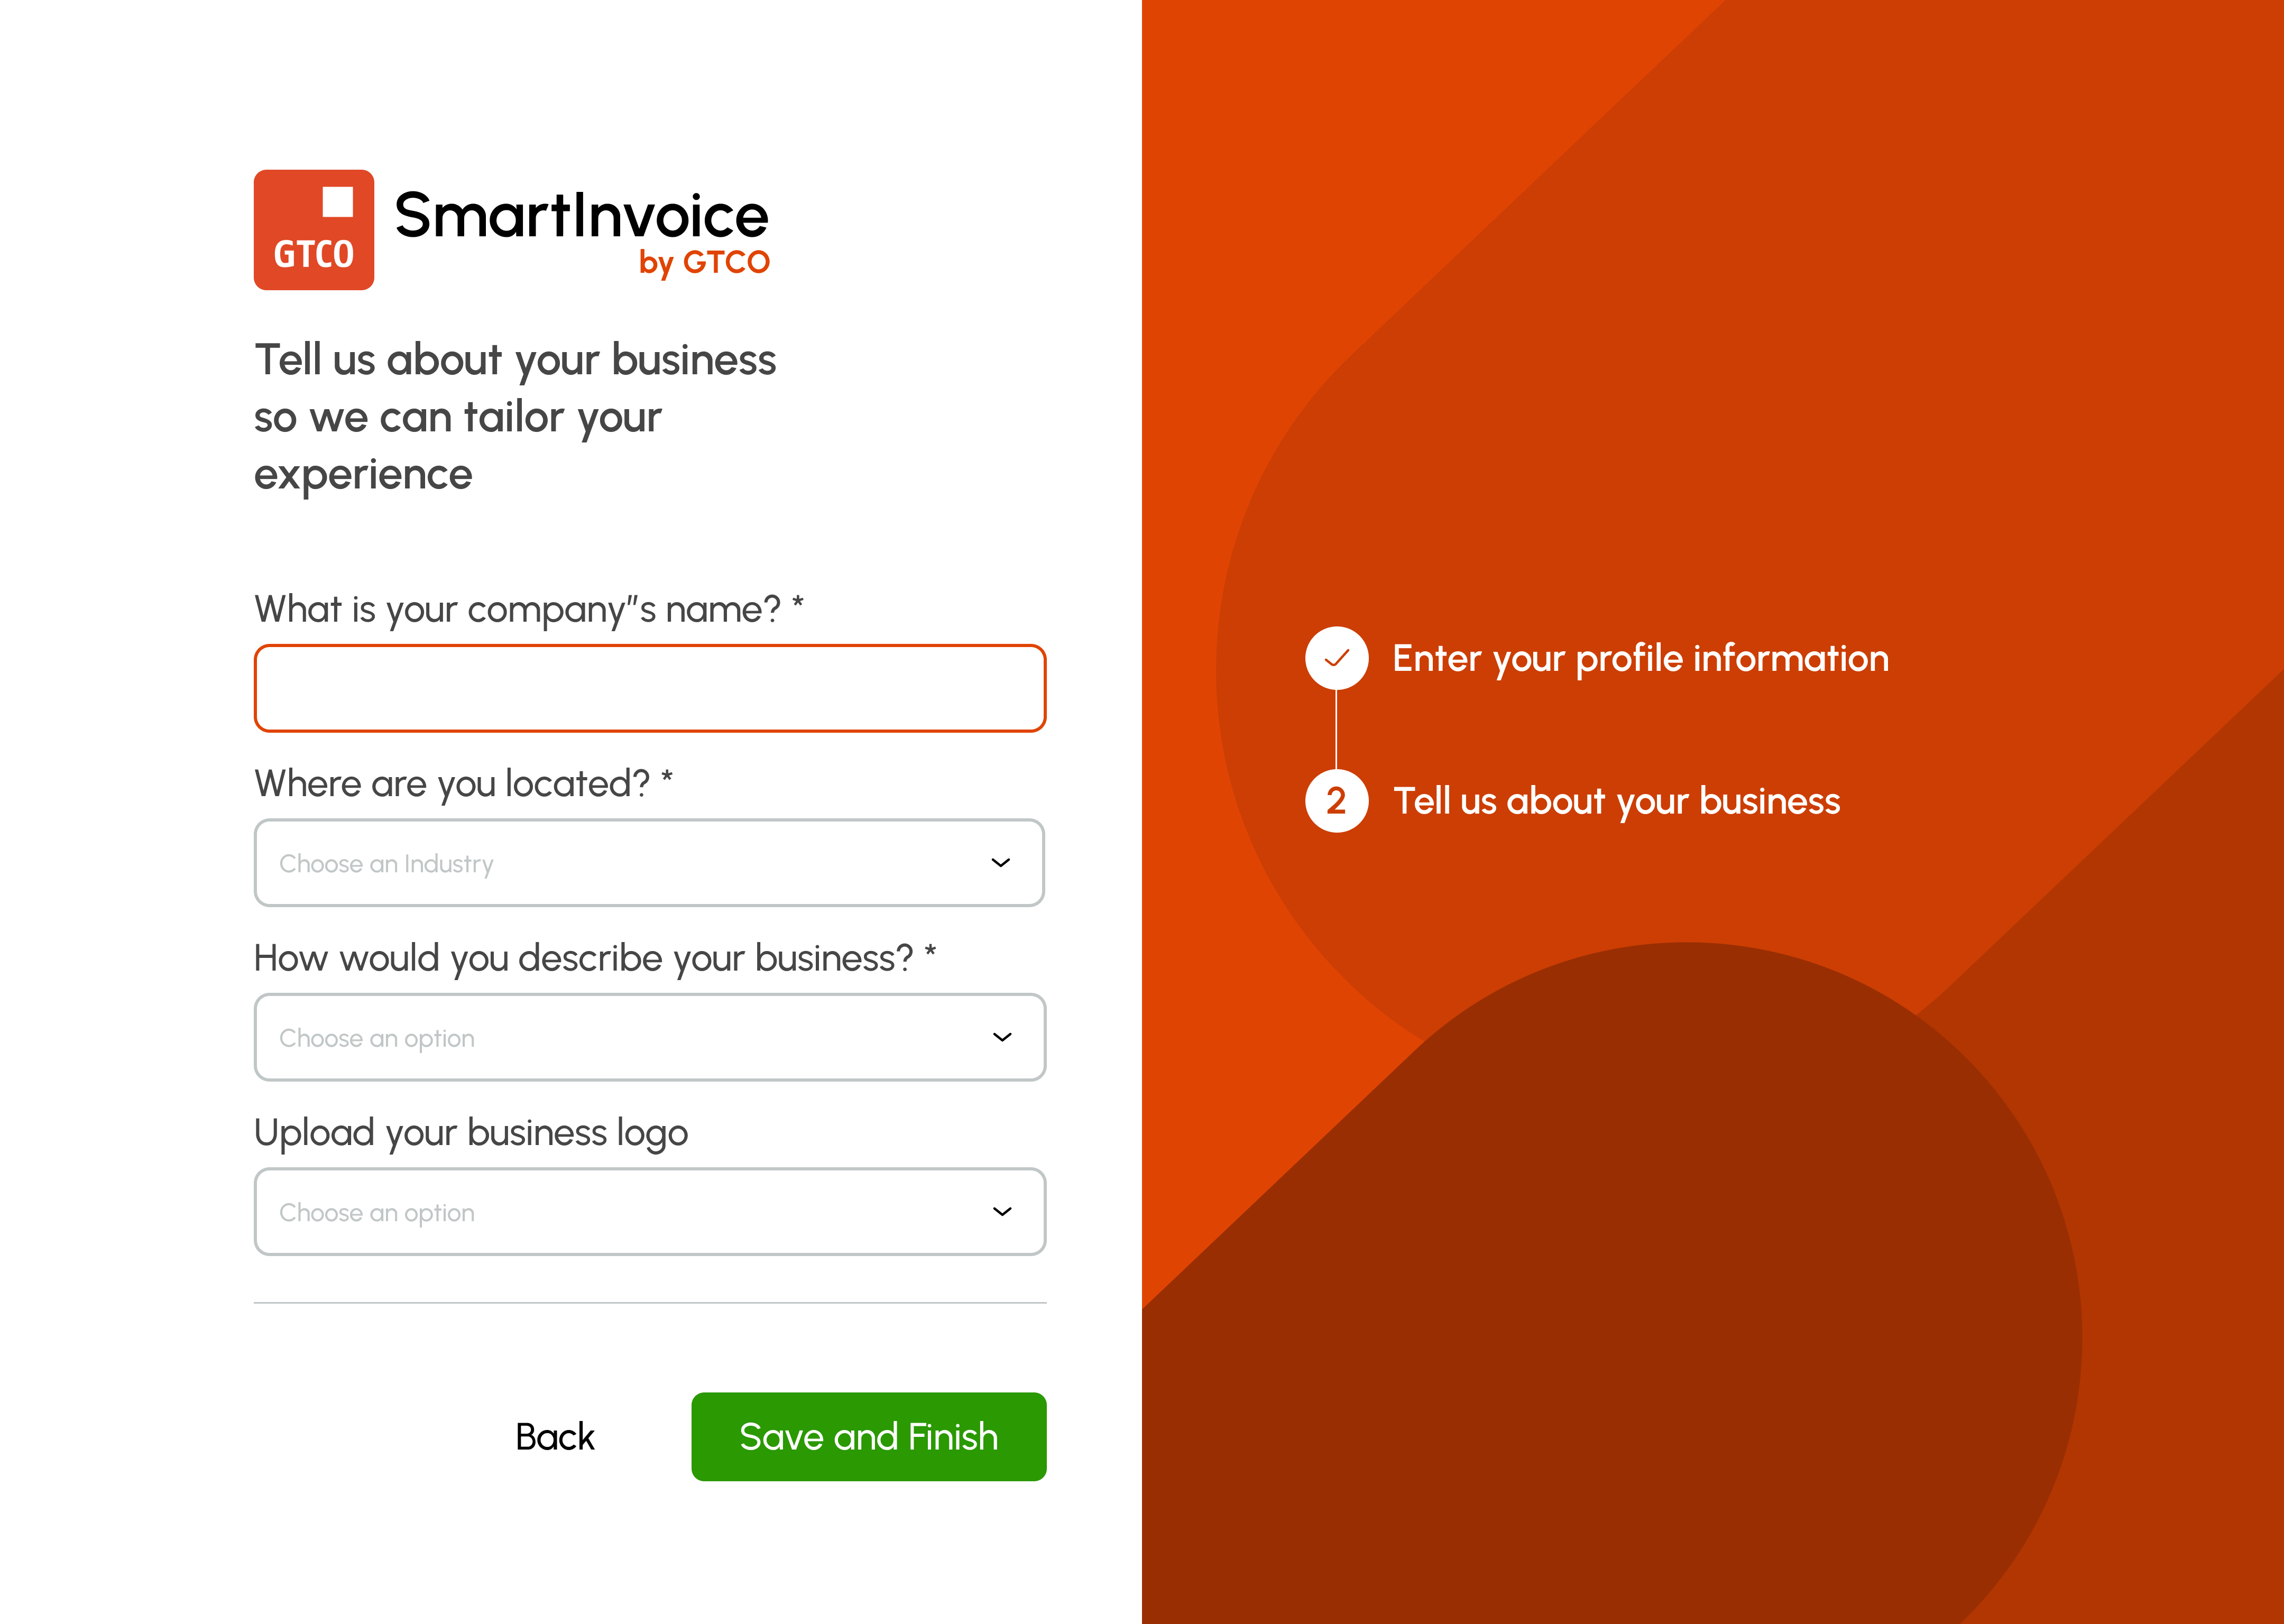 GTCO
SmartInvoice
by GTCO
Tell us about your business
so we can tailor your
experience
What is your company"s name? *
Where are you located? *
Choose an Industry
How would you describe your business? *
Choose an option
Upload your business logo
Choose an option
Back
Save and Finish
Enter your profile information
2 Tell us about your business